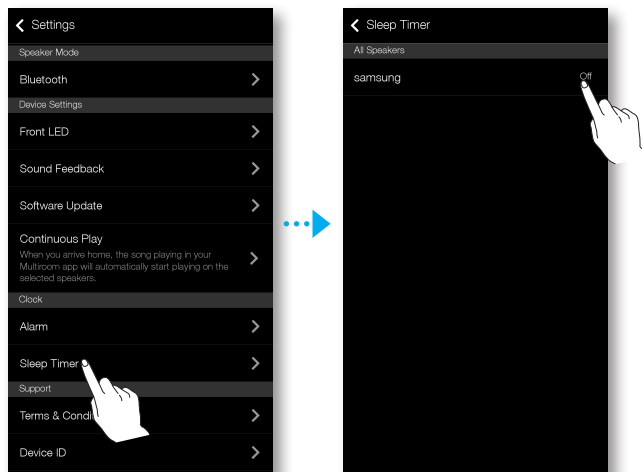 Settings
Speaker Mode
Bluetooth
Device Settings
Front LED
Sound Feedback
Software Update
Continuous Play
When you arrive home, the song playing in your
Multiroom app will automatically start playing on the
selected speakers.
Clock
Alarm
Sleep Timer
Support
Terms & Condi
Device ID
Sleep Timer
All Speakers
samsung
Off